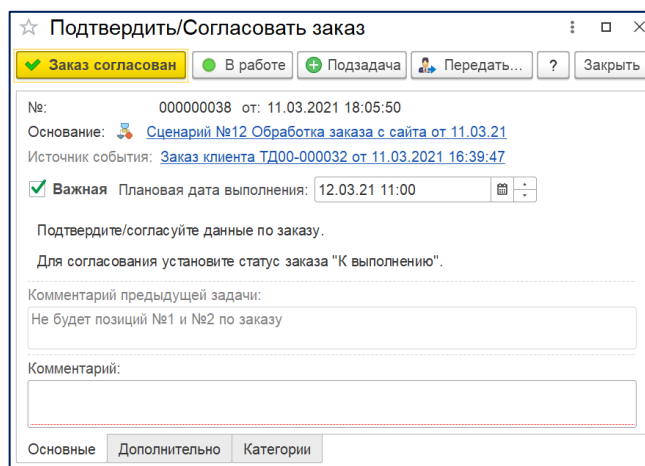 Подтвердить/Согласовать заказ
Заказ согласован В работе Подзадача Передать... ? Закрыть
№: 000000038 от: 11.03.2021 18:05:50
Основание: Сценарий №12 Обработка заказа с сайта от 11.03.21
Источник события: Заказ клиента ТД00-000032 от 11.03.2021 16:39:47
Важная Плановая дата выполнения: 12.03.21 11:00
Подтвердите/согласуйте данные по заказу.
Для согласования установите статус заказа "К выполнению".
Комментарий предыдущей задачи:
Не будет позиций №1 и №2 по заказу
Комментарий:
Основные Дополнительно Категории